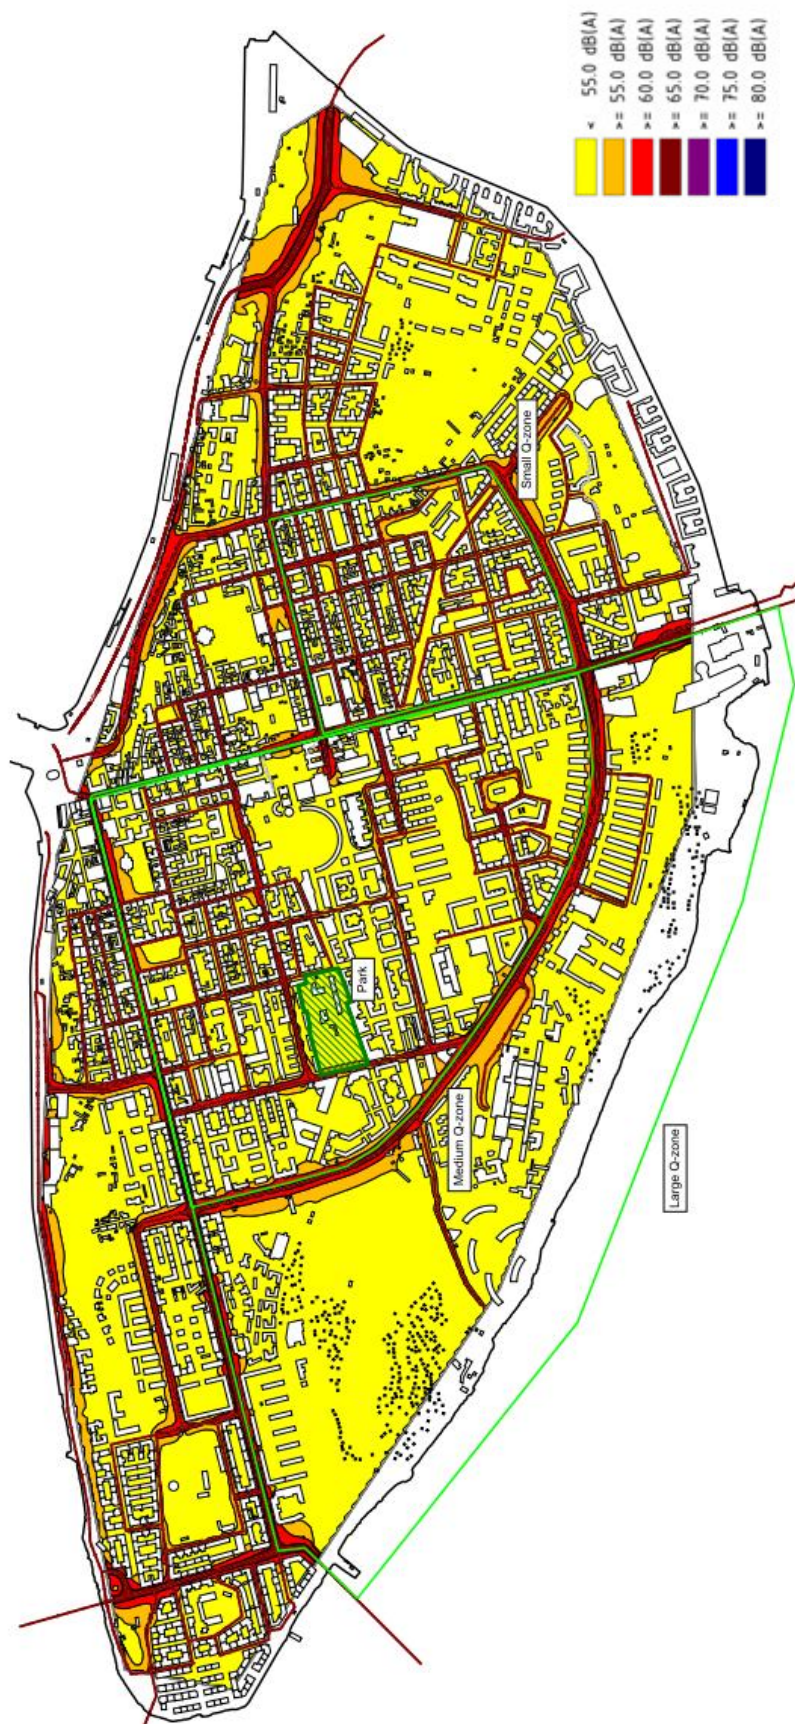 < 55.0 dB(A)
>= 55.0 dB(A)
>= 60.0 dB(A)
>= 65.0 dB(A)
>= 70.0 dB(A)
>= 75.0 dB(A)
>= 80.0 dB(A)
Small Q-zone
Park
Medium Q-zone
Large Q-zone